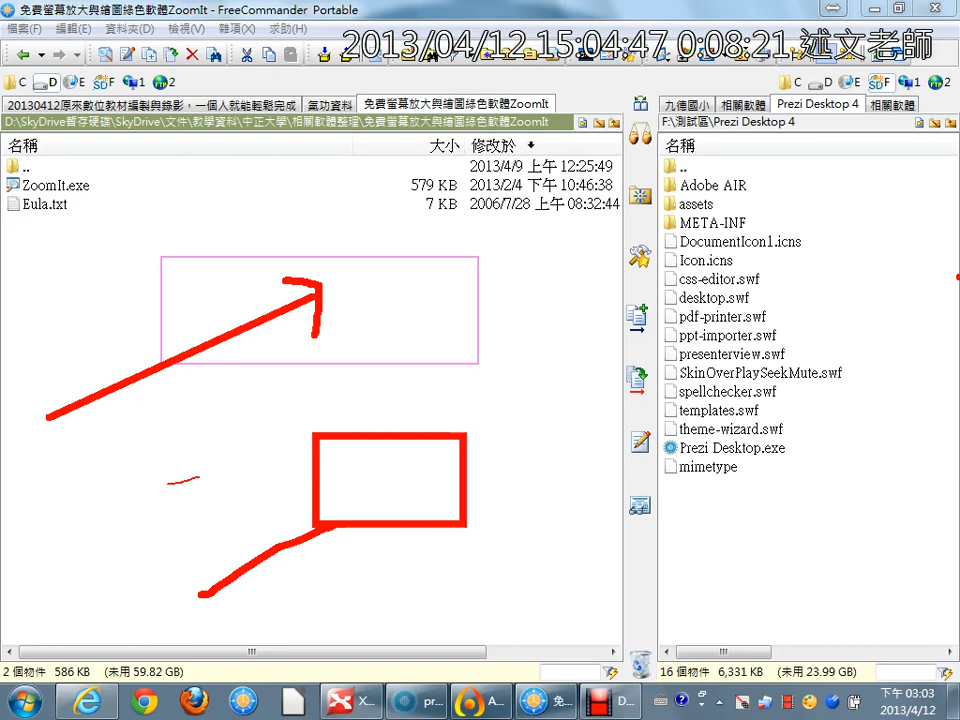 免費螢幕放大與繪圖綠色軟體ZoomIt - FreeCommander Portable
檔案(F) 編輯(E) 資料夾(D) 檢視(V) 雜項(X) 求助(H)
2013/04/12 15:04:47 0:08:21 述文老師
C D E F 1 2
C D E F 1 2
20130412原來數位教材編製與錄影，一個人就能輕鬆完成 氣功資料 免費螢幕放大與繪圖綠色軟體ZoomIt
九德國小 相關軟體 Prezi Desktop 4 相關軟體
D:\SkyDrive暫存硬碟\SkyDrive\文件\教學資料\中正大學\相關軟體整理\免費螢幕放大與繪圖綠色軟體ZoomIt
F:\測試區\Prezi Desktop 4
名稱 大小 修改於
.. 2013/4/9 上午 12:25:49
ZoomIt.exe 579 KB 2013/2/4 下午 10:46:38
Eula.txt 7 KB 2006/7/28 上午 08:32:44
名稱
..
Adobe AIR
assets
META-INF
DocumentIcon1.icns
Icon.icns
css-editor.swf
desktop.swf
pdf-printer.swf
ppt-importer.swf
presenterview.swf
SkinOverPlaySeekMute.swf
spellchecker.swf
templates.swf
theme-wizard.swf
Prezi Desktop.exe
mimetype
2 個物件 586 KB (未用 59.82 GB)
16 個物件 6,331 KB (未用 23.99 GB)
X... pr... A... 免... D...
下午 03:03
2013/4/12